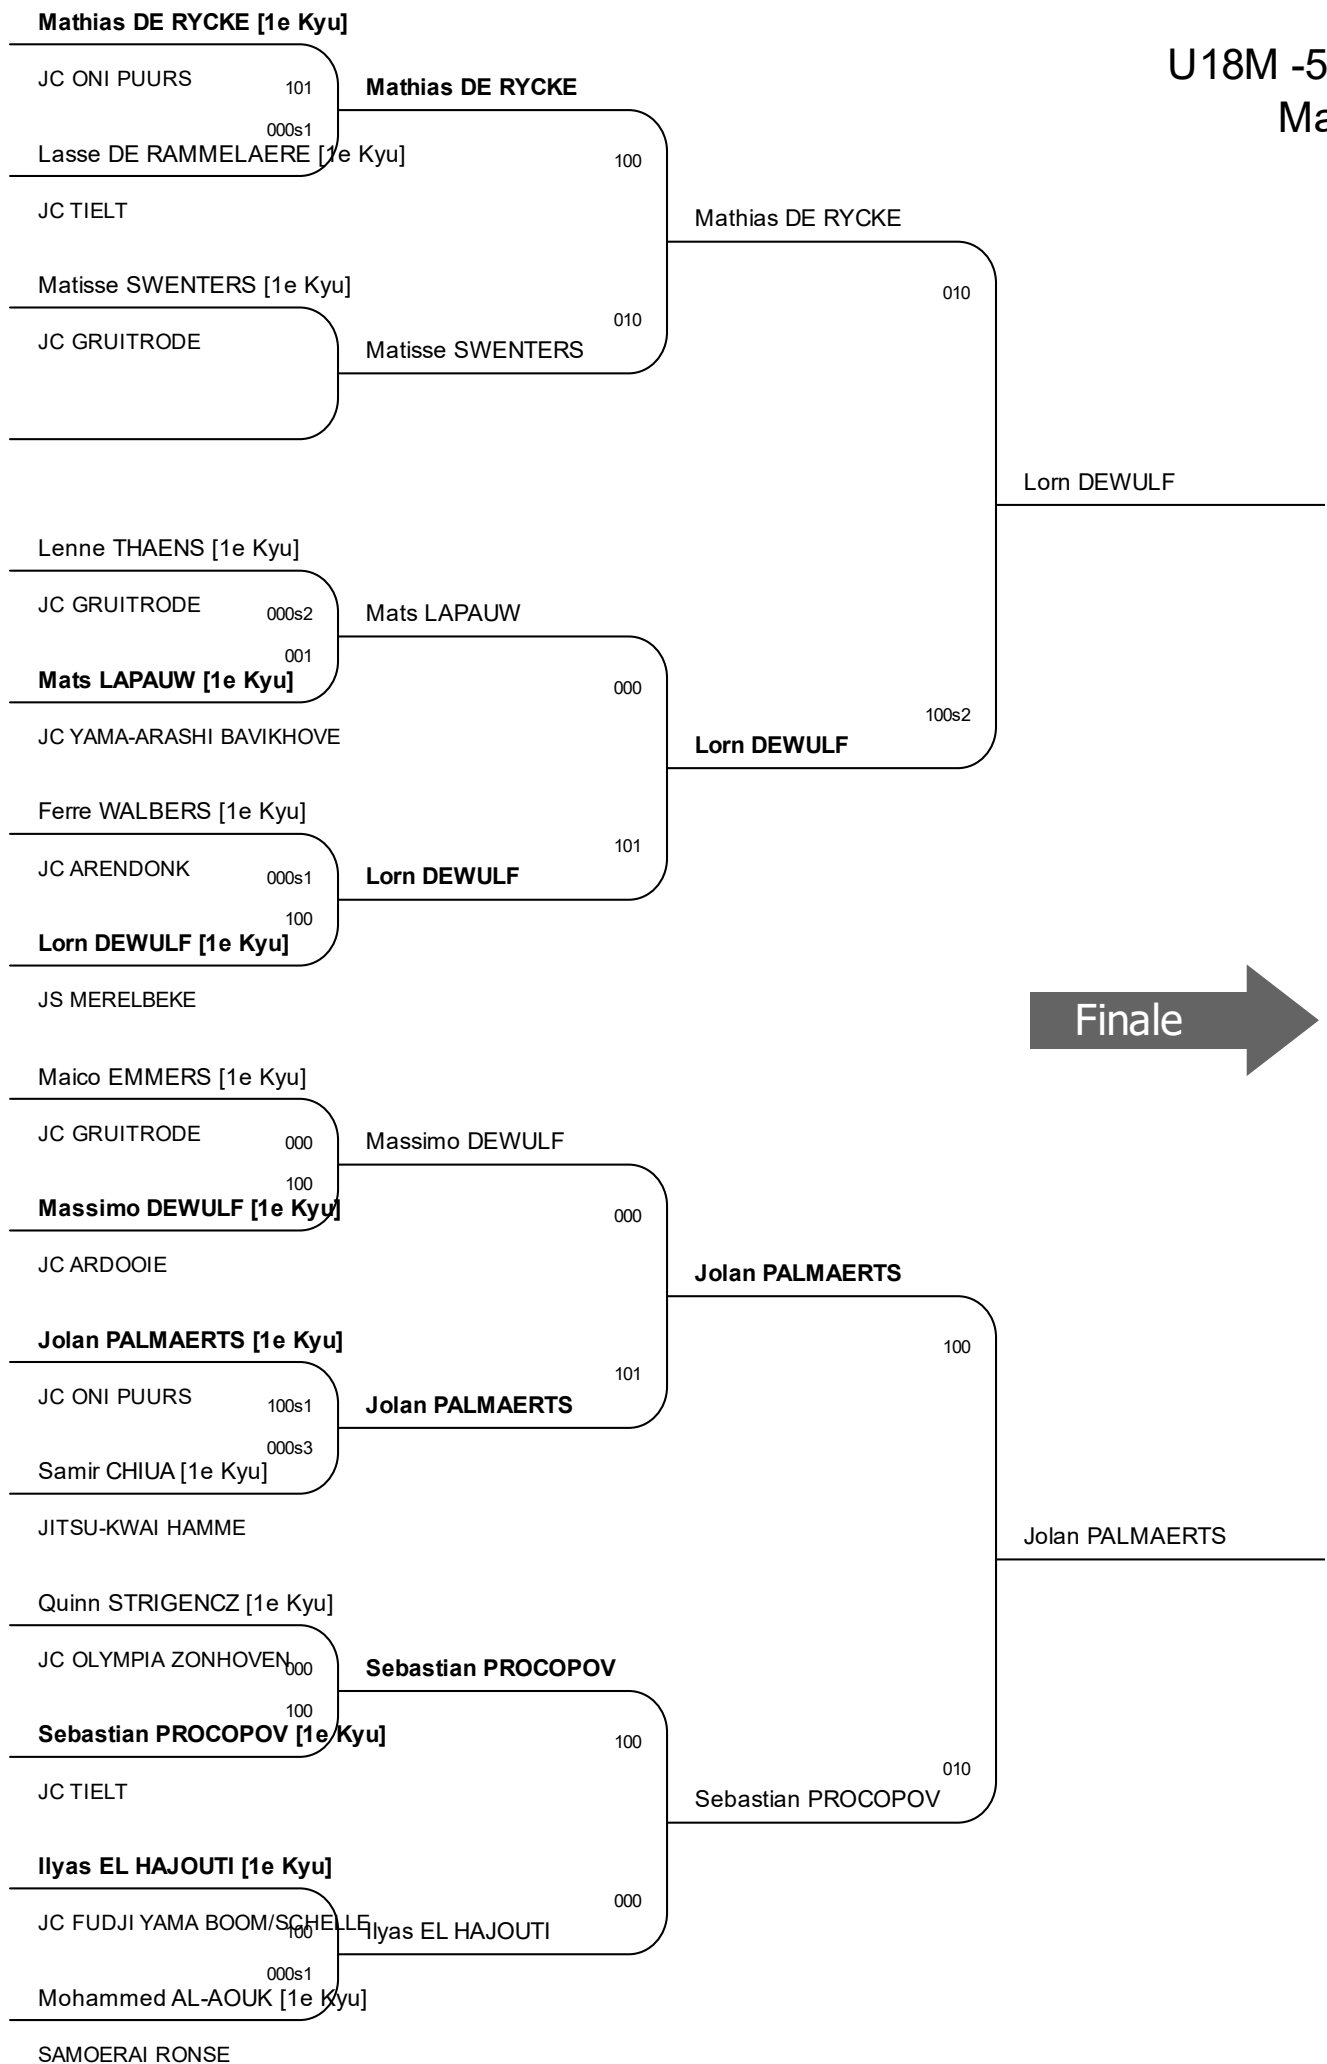 Mathias DE RYCKE [1e Kyu]
U18M -5
Ma
JC ONI PUURS
101
Mathias DE RYCKE
000s1
Lasse DE RAMMELAERE [1e Kyu]
100
JC TIELT
Mathias DE RYCKE
Matisse SWENTERS [1e Kyu]
010
JC GRUITRODE
010
Matisse SWENTERS
Lorn DEWULF
Lenne THAENS [1e Kyu]
JC GRUITRODE
000s2
Mats LAPAUW
001
Mats LAPAUW [1e Kyu]
000
100s2
JC YAMA-ARASHI BAVIKHOVE
Lorn DEWULF
Ferre WALBERS [1e Kyu]
101
JC ARENDONK
000s1
Lorn DEWULF
100
Lorn DEWULF [1e Kyu]
JS MERELBEKE
Finale
Maico EMMERS [1e Kyu]
JC GRUITRODE
000
Massimo DEWULF
100
Massimo DEWULF [1e Kyu]
000
JC ARDOOIE
Jolan PALMAERTS
Jolan PALMAERTS [1e Kyu]
100
101
JC ONI PUURS
100s1
Jolan PALMAERTS
000s3
Samir CHIUA [1e Kyu]
JITSU-KWAI HAMME
Jolan PALMAERTS
Quinn STRIGENCZ [1e Kyu]
JC OLYMPIA ZONHOVEN
000
Sebastian PROCOPOV
100
Sebastian PROCOPOV [1e Kyu]
100
010
JC TIELT
Sebastian PROCOPOV
Ilyas EL HAJOUTI [1e Kyu]
000
JC FUDJI YAMA BOOM/SCHELLE
100
Ilyas EL HAJOUTI
000s1
Mohammed AL-AOUK [1e Kyu]
SAMOERAI RONSE